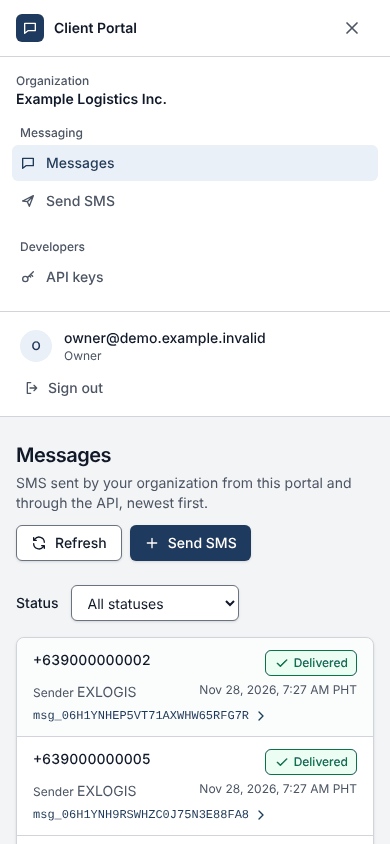 Client Portal
Organization
Example Logistics Inc.
Messaging
Messages
Send SMS
Developers
API keys
O
owner@demo.example.invalid
Owner
Sign out
Messages
SMS sent by your organization from this portal and
through the API, newest first.
Refresh
Send SMS
Status
All statuses
+639000000002
Delivered
Sender EXLOGIS
Nov 28, 2026, 7:27 AM PHT
msg_06H1YNHEP5VT71AXWHW65RFG7R
+639000000005
Delivered
Sender EXLOGIS
Nov 28, 2026, 7:27 AM PHT
msg_06H1YNH9RSWHZC0J75N3E88FA8